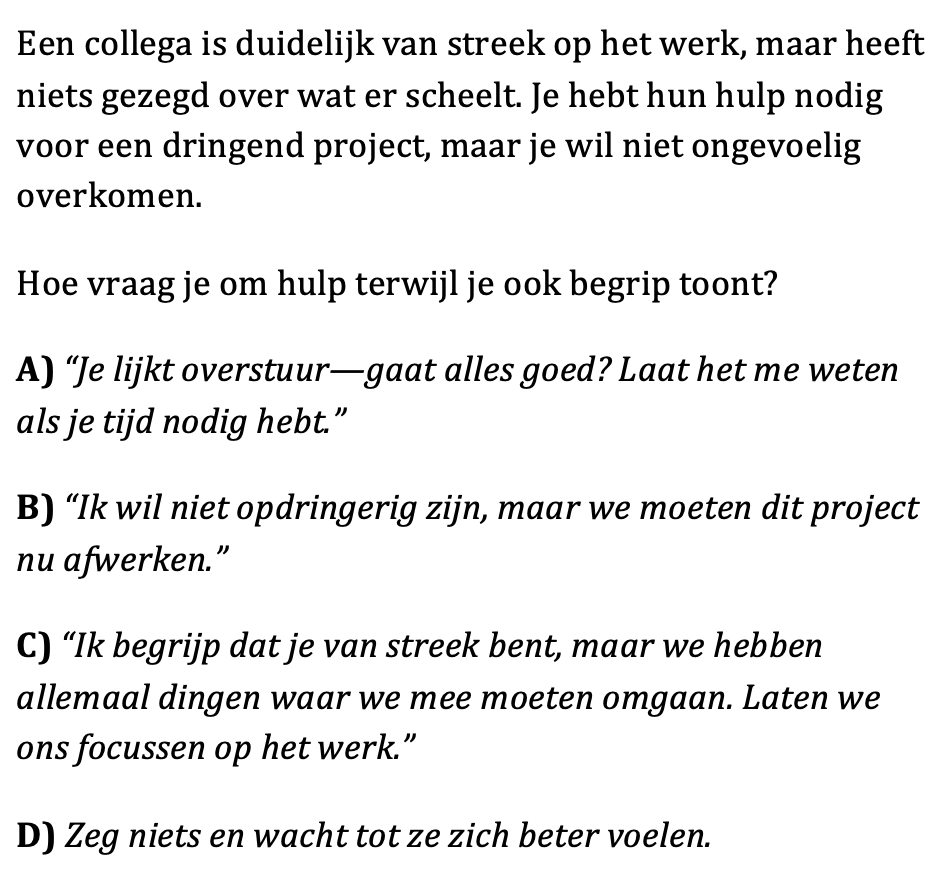 Een collega is duidelijk van streek op het werk, maar heeft
niets gezegd over wat er scheelt. Je hebt hun hulp nodig
voor een dringend project, maar je wil niet ongevoelig
overkomen.
Hoe vraag je om hulp terwijl je ook begrip toont?
A) “Je lijkt overstuur—gaat alles goed? Laat het me weten
als je tijd nodig hebt.”
B) “Ik wil niet opdringerig zijn, maar we moeten dit project
nu afwerken.”
C) “Ik begrijp dat je van streek bent, maar we hebben
allemaal dingen waar we mee moeten omgaan. Laten we
ons focussen op het werk.”
D) Zeg niets en wacht tot ze zich beter voelen.